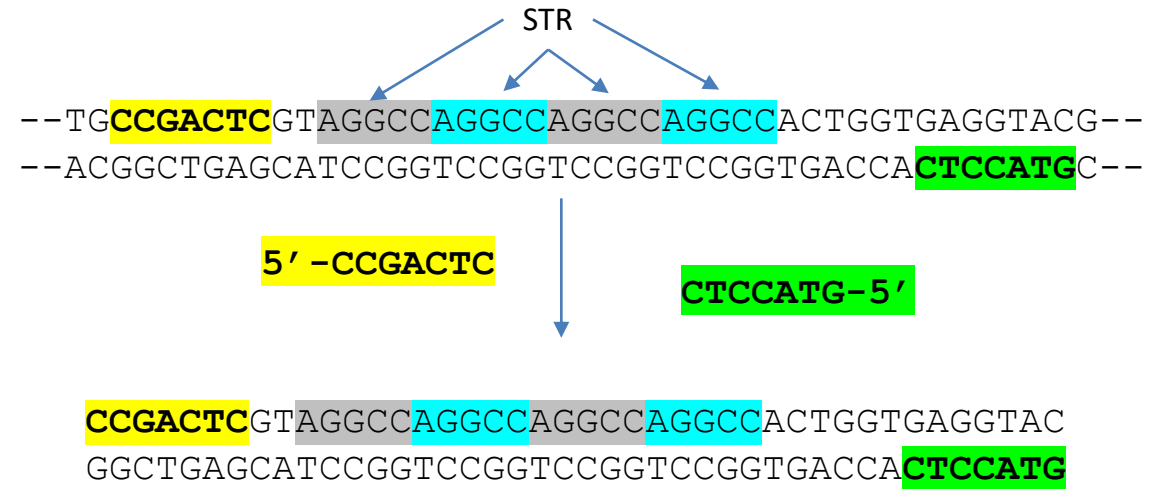 STR
--TGCCGACTCGTAGGCCAGGCCAGGCCAGGCCACTGGTGAGGTACG--
--ACGGCTGAGCATCCGGTCCGGTCCGGTCCGGTGACCACTCCATGC--
5′-CCGACTC
CTCCATG-5′
CCGACTCGTAGGCCAGGCCAGGCCAGGCCACTGGTGAGGTAC
GGCTGAGCATCCGGTCCGGTCCGGTCCGGTGACCACTCCATG